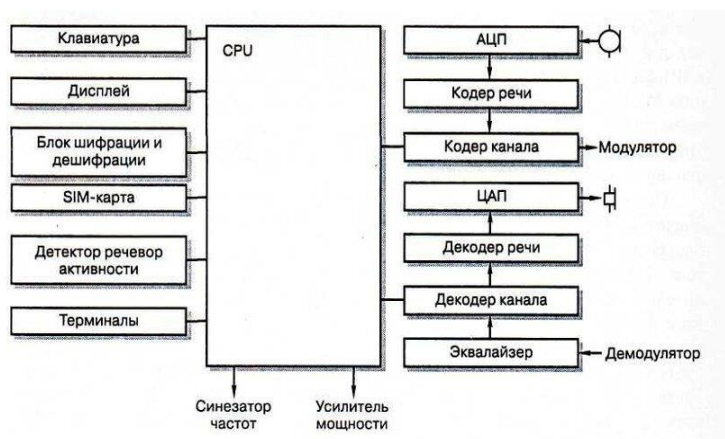 Клавиатура
Дисплей
Блок шифрации и
дешифрации
SIM-карта
Детектор речевор
активности
Терминалы
CPU
АЦП
Кодер речи
Кодер канала
Модулятор
ЦАП
Декодер речи
Декодер канала
Эквалайзер
Демодулятор
Синезатор
частот
Усилитель
мощности